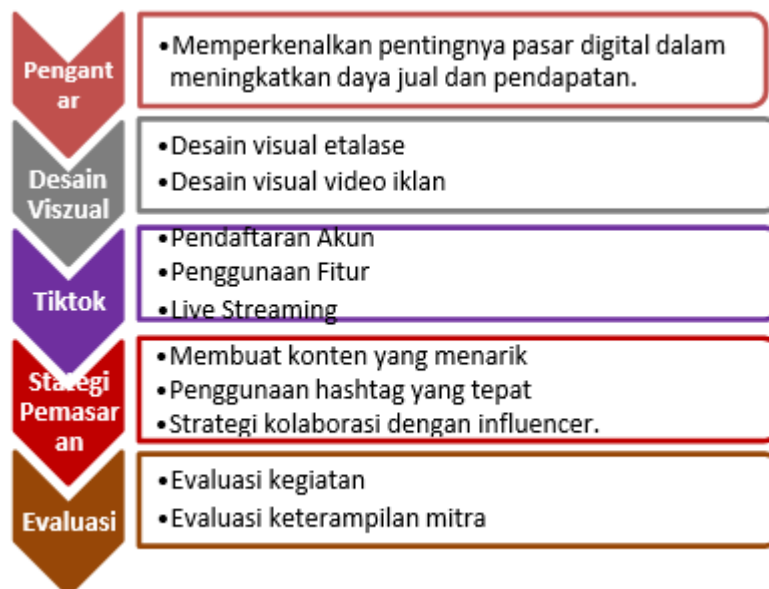 Pengant
ar
•Memperkenalkan pentingnya pasar digital dalam
meningkatkan daya jual dan pendapatan.
Desain
Viszual
•Desain visual etalase
•Desain visual video iklan
Tiktok
•Pendaftaran Akun
•Penggunaan Fitur
•Live Streaming
Stategi
Pemasar
an
•Membuat konten yang menarik
•Penggunaan hashtag yang tepat
•Strategi kolaborasi dengan influencer.
Evaluasi
•Evaluasi kegiatan
•Evaluasi keterampilan mitra